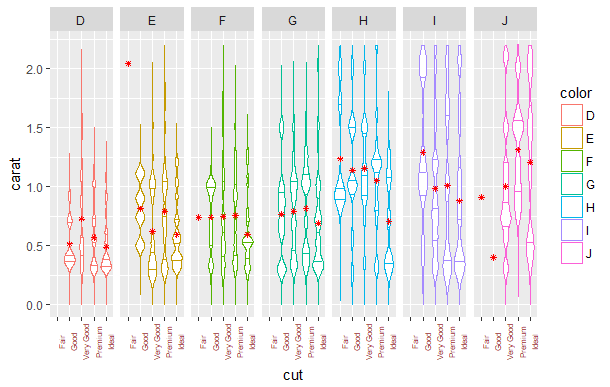 D E F G H I J
carat
2.0
1.5
1.0
0.5
0.0
Fair Good Very Good Premium Ideal Fair Good Very Good Premium Ideal Fair Good Very Good Premium Ideal Fair Good Very Good Premium Ideal Fair Good Very Good Premium Ideal Fair Good Very Good Premium Ideal Fair Good Very Good Premium Ideal
cut
color
D
E
F
G
H
I
J